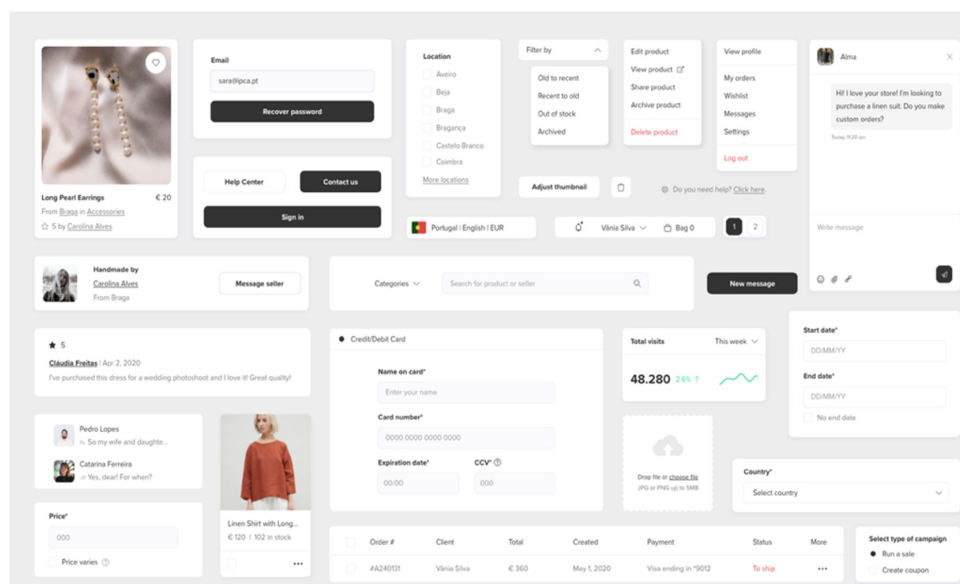 Long Pearl Earrings € 20
From Braga in Accessories
5 by Carolina Alves
Email
sara@ipca.pt
Recover password
Help Center
Contact us
Sign in
Location
Aveiro
Beja
Braga
Bragança
Castelo Branco
Coimbra
More locations
Filter by
Old to recent
Recent to old
Out of stock
Archived
Edit product
View product
Share product
Archive product
Delete product
View profile
My orders
Wishlist
Messages
Settings
Log out
Adjust thumbnail
Do you need help? Click here.
Portugal | English | EUR
Vânia Silva
Bag 0
1
2
Alma
Hi! I love your store! I'm looking to
purchase a linen suit. Do you make
custom orders?
Today, 9:20 am
Write message
Handmade by
Carolina Alves
From Braga
Message seller
Categories
Search for product or seller
New message
5
Cláudia Freitas | Apr 2, 2020
I've purchased this dress for a wedding photoshoot and I love it! Great quality!
Pedro Lopes
So my wife and daughte...
Catarina Ferreira
Yes, dear! For when?
Price*
000
Price varies
Linen Shirt with Long...
€ 120 | 102 in stock
Credit/Debit Card
Name on card*
Enter your name
Card number*
0000 0000 0000 0000
Expiration date*
00/00
CCV*
000
Total visits
This week
48.280 26% ↑
Drop file or choose file
JPG or PNG up to 5MB
Start date*
DD/MM/YY
End date*
DD/MM/YY
No end date
Country*
Select country
Order # Client Total Created Payment Status More
#A240131 Vânia Silva € 360 May 1, 2020 Visa ending in *9012 To ship
Select type of campaign
Run a sale
Create coupon